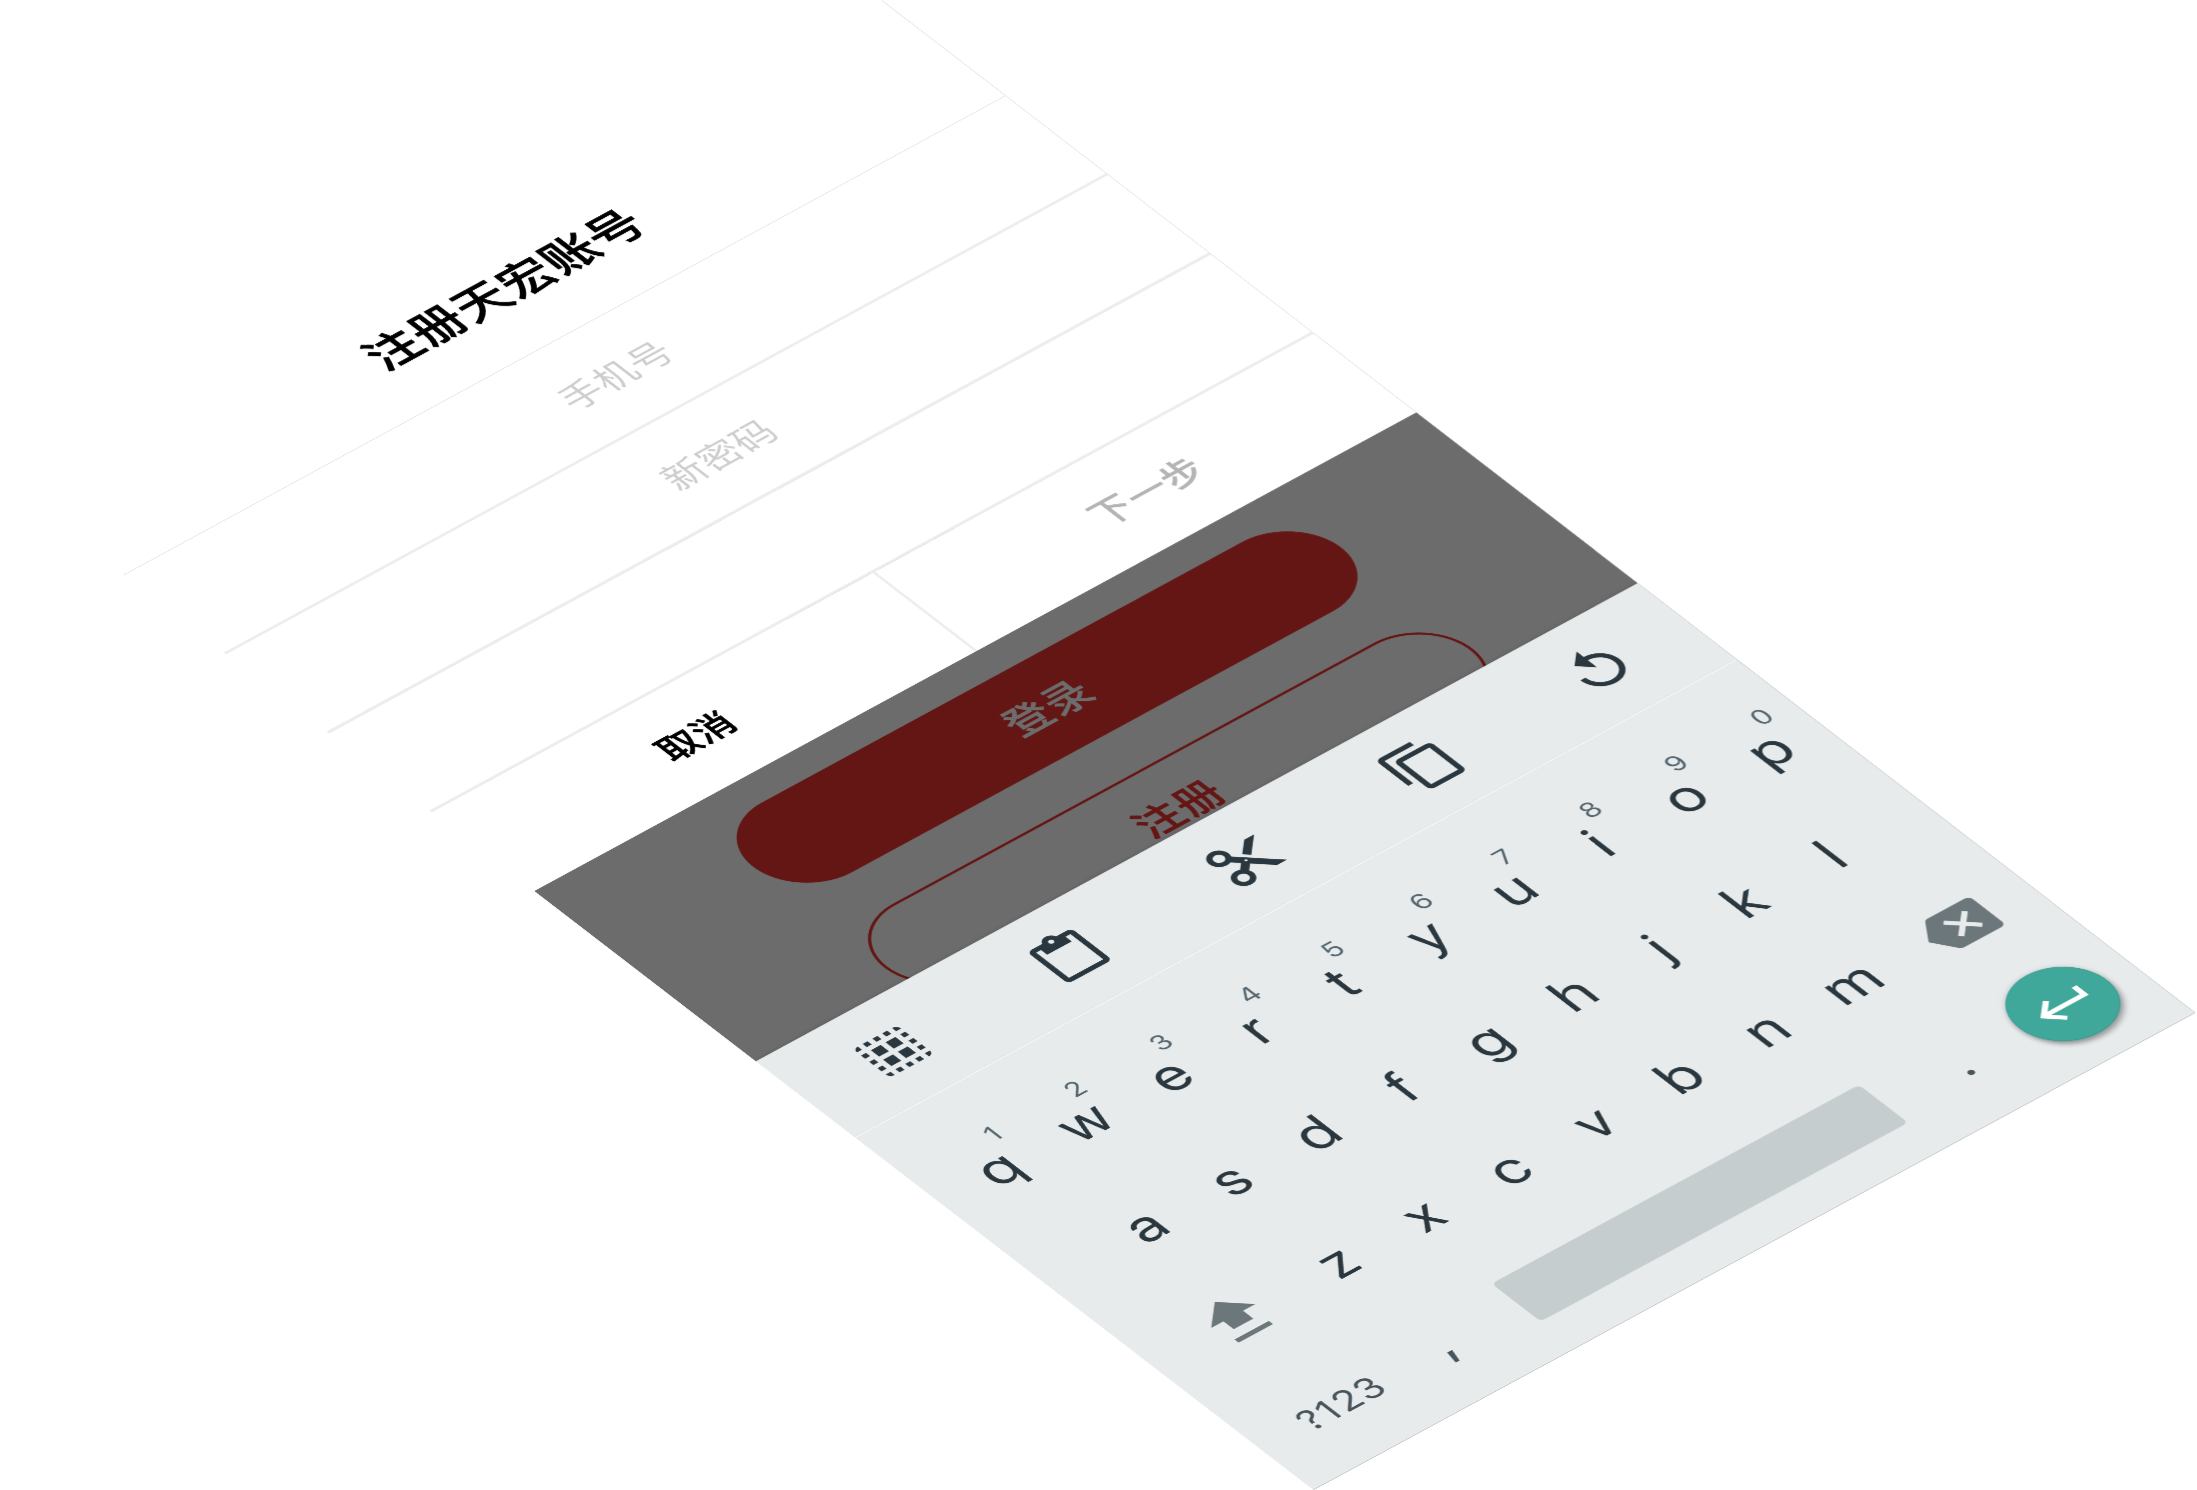 注册天宏账号
手机号
新密码
取消
下一步
登录
注册
1 2 3 4 5 6 7 8 9 0
q w e r t y u i o p
a s d f g h j k l
z x c v b n m
?123 ' .